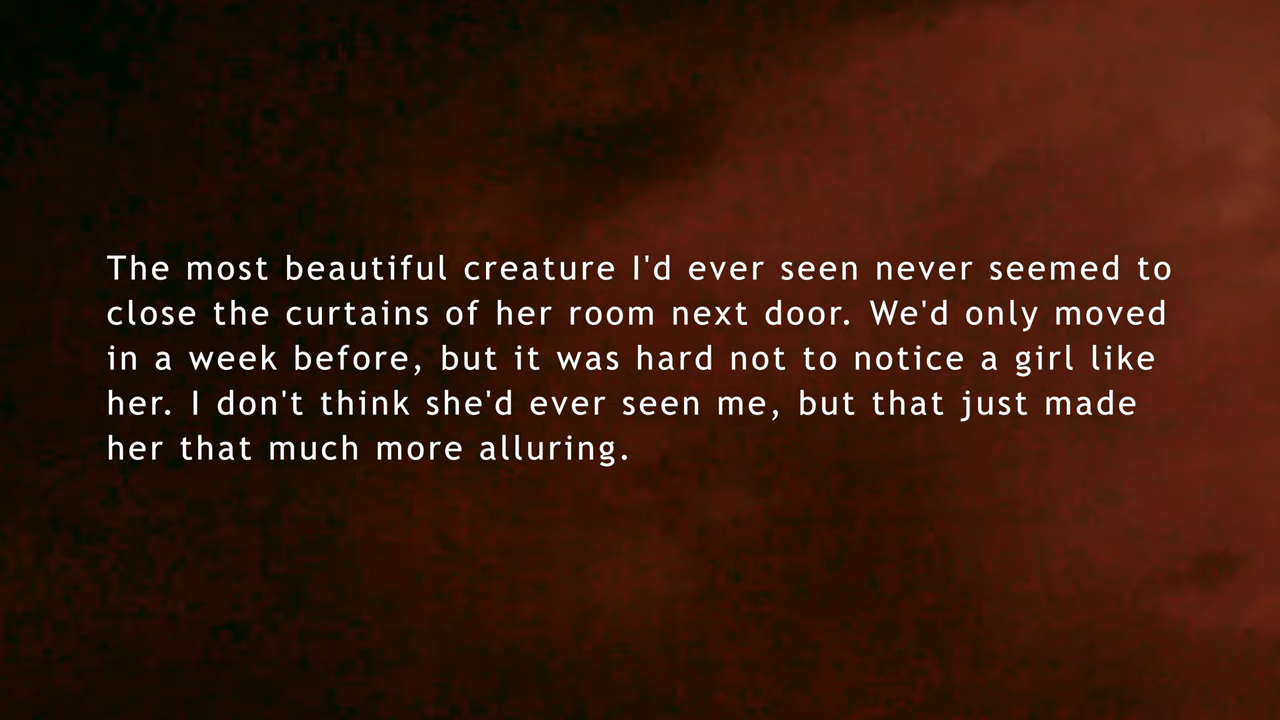 The most beautiful creature I'd ever seen never seemed to
close the curtains of her room next door. We'd only moved
in a week before, but it was hard not to notice a girl like
her. I don't think she'd ever seen me, but that just made
her that much more alluring.